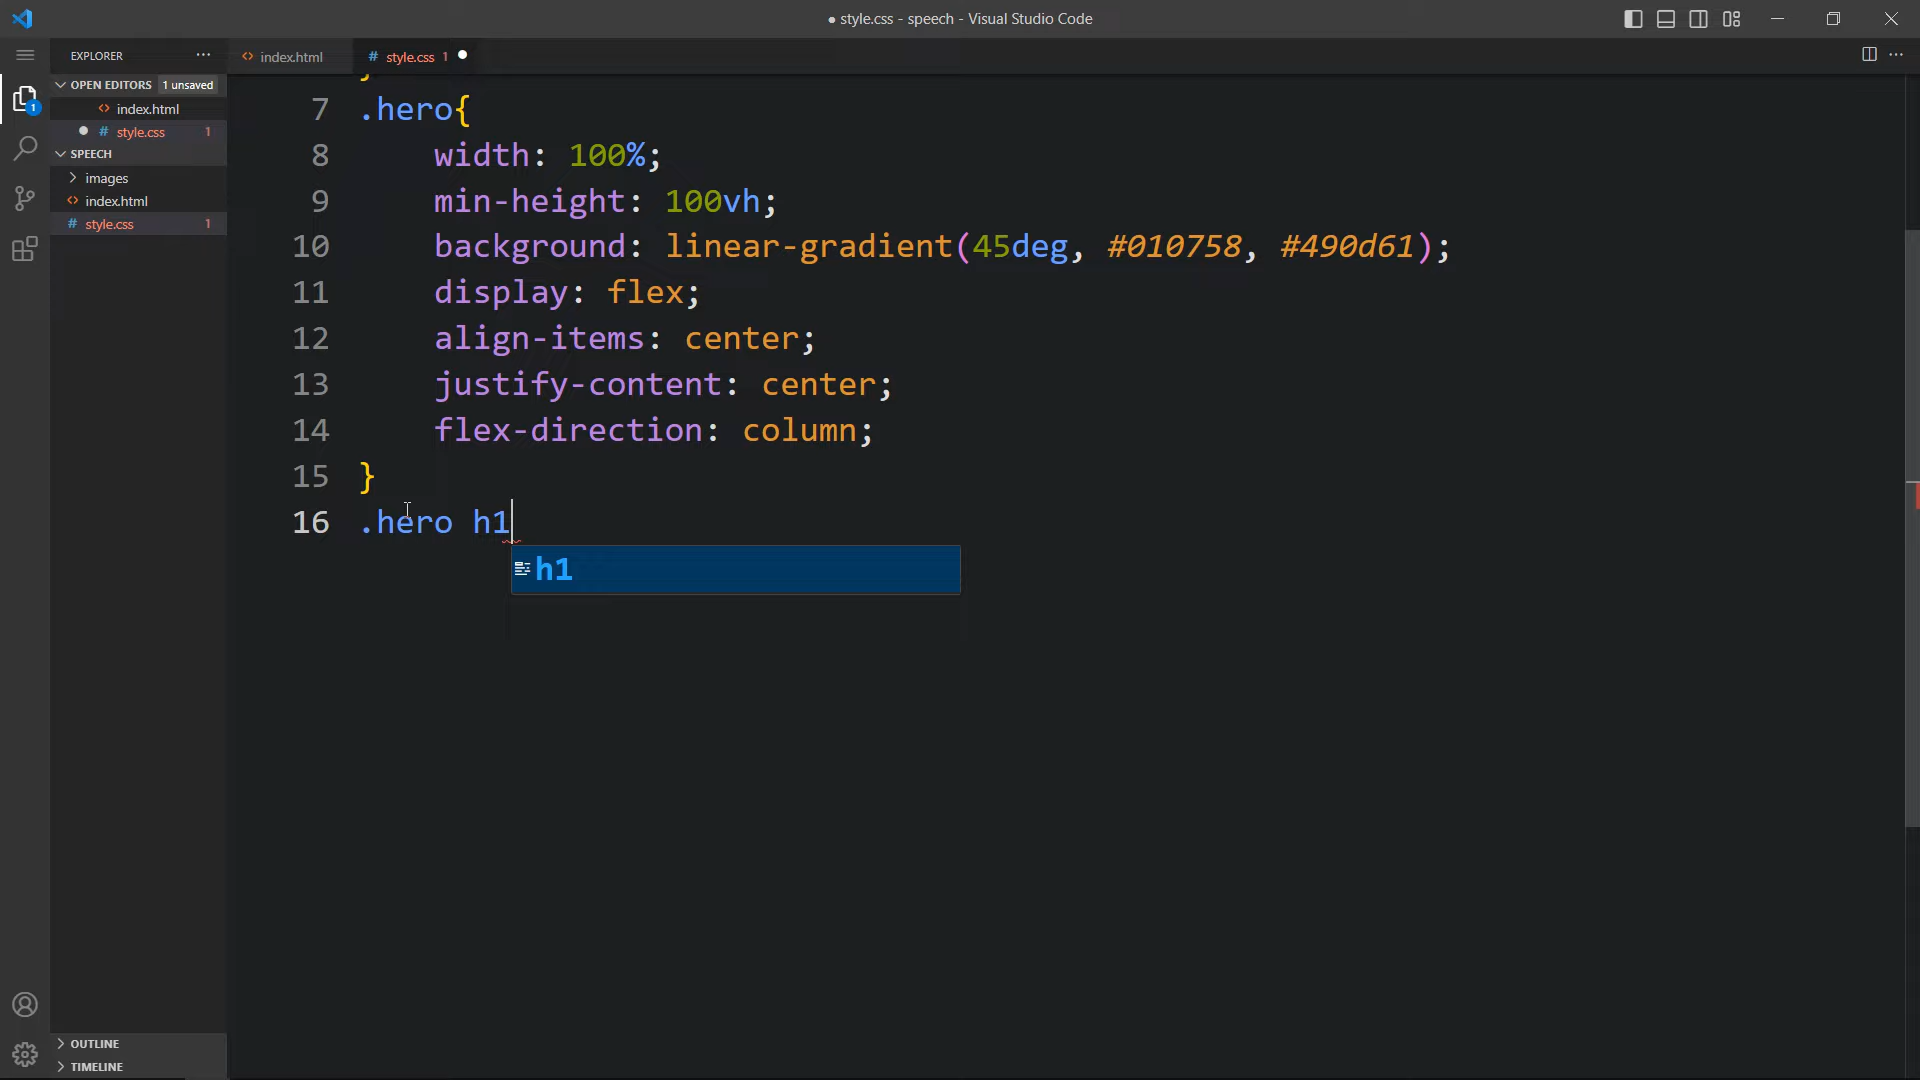 ● style.css - speech - Visual Studio Code
EXPLORER
OPEN EDITORS 1 unsaved
<> index.html
● # style.css 1
SPEECH
> images
<> index.html
# style.css 1
1
OUTLINE
TIMELINE
<> index.html
# style.css 1 ●
}
7 .hero{
8 width: 100%;
9 min-height: 100vh;
10 background: linear-gradient(45deg, #010758, #490d61);
11 display: flex;
12 align-items: center;
13 justify-content: center;
14 flex-direction: column;
15 }
16 .hero h1
h1